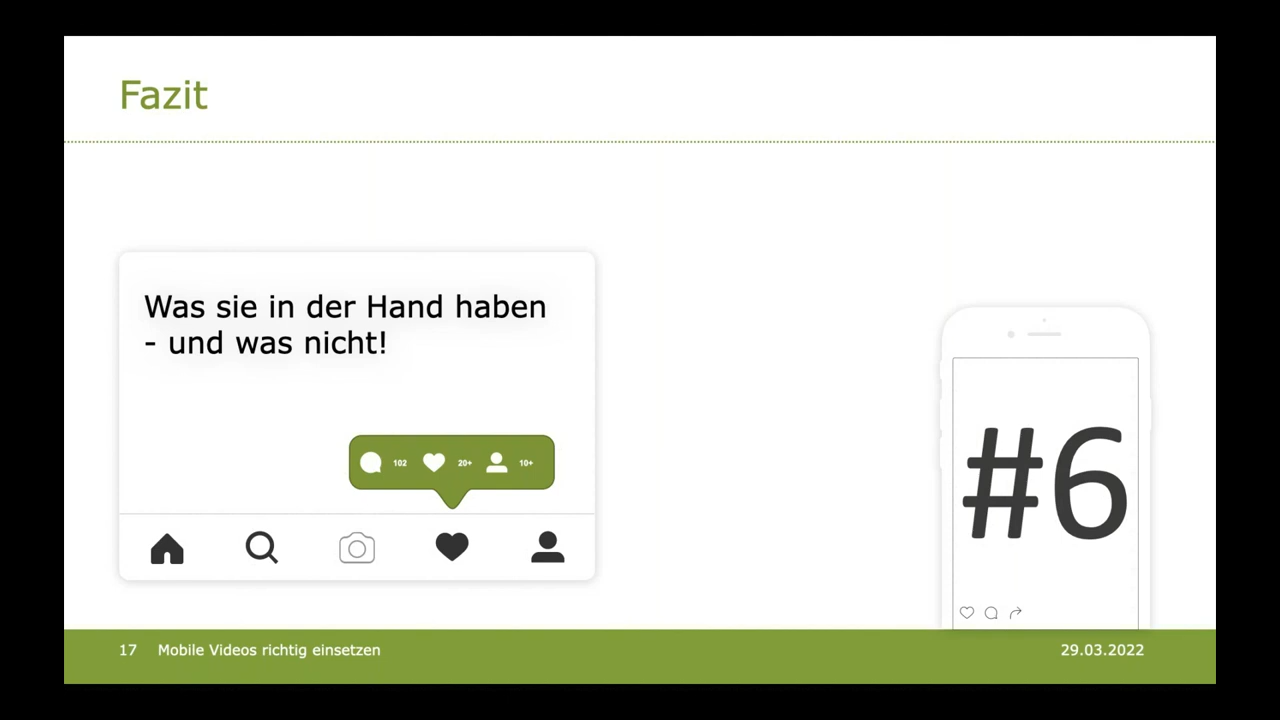 Fazit
Was sie in der Hand haben
- und was nicht!
102 20+ 10+
#6
17 Mobile Videos richtig einsetzen 29.03.2022